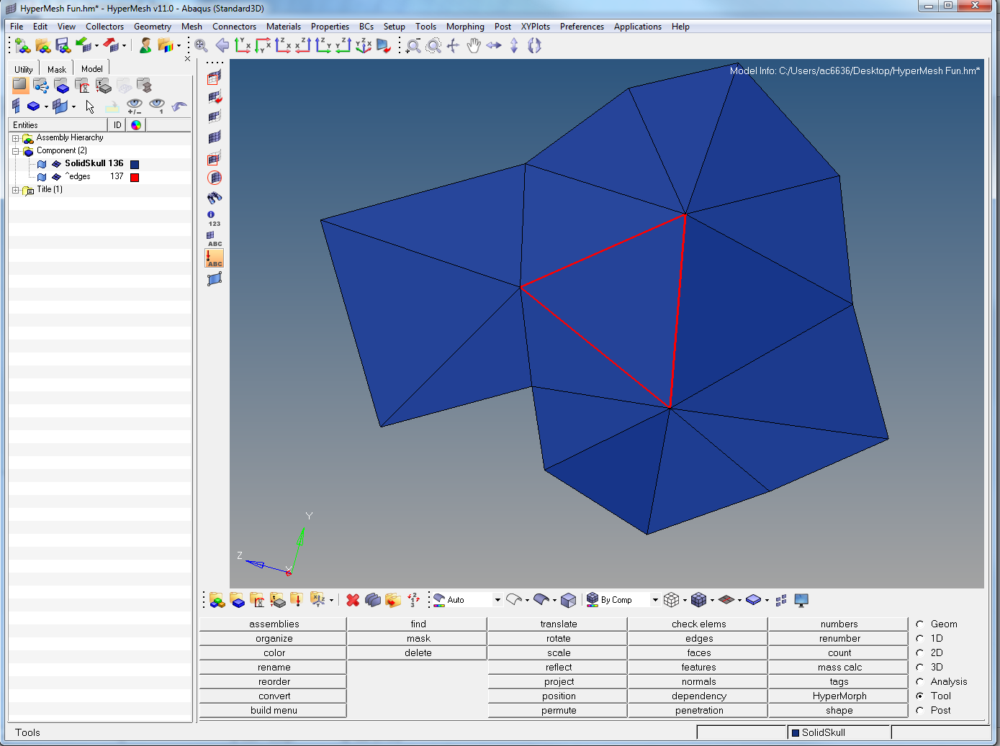 HyperMesh Fun.hm* - HyperMesh v11.0 - Abaqus (Standard3D)
File Edit View Collectors Geometry Mesh Connectors Materials Properties BCs Setup Tools Morphing Post XYPlots Preferences Applications Help
Utility Mask Model
Model Info: C:/Users/ac6636/Desktop/HyperMesh Fun.hm*
Entities ID
Assembly Hierarchy
Component (2)
SolidSkull 136
^edges 137
Title (1)
123
ABC
ABC
Y
Z
X
Auto By Comp
assemblies find translate check elems numbers Geom
organize mask rotate edges renumber 1D
color delete scale faces count 2D
rename reflect features mass calc 3D
reorder project normals tags Analysis
convert position dependency HyperMorph Tool
build menu permute penetration shape Post
Tools SolidSkull